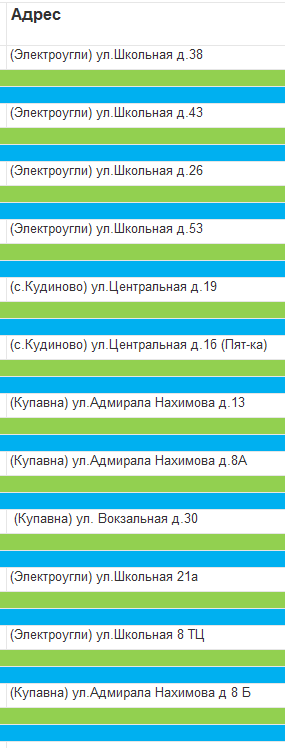 Адрес
(Электроугли) ул.Школьная д.38
(Электроугли) ул.Школьная д.43
(Электроугли) ул.Школьная д.26
(Электроугли) ул.Школьная д.53
(с.Кудиново) ул.Центральная д.19
(с.Кудиново) ул.Центральная д.16 (Пят-ка)
(Купавна) ул.Адмирала Нахимова д.13
(Купавна) ул.Адмирала Нахимова д.8А
(Купавна) ул. Вокзальная д.30
(Электроугли) ул.Школьная 21а
(Электроугли) ул.Школьная 8 ТЦ
(Купавна) ул.Адмирала Нахимова д 8 Б